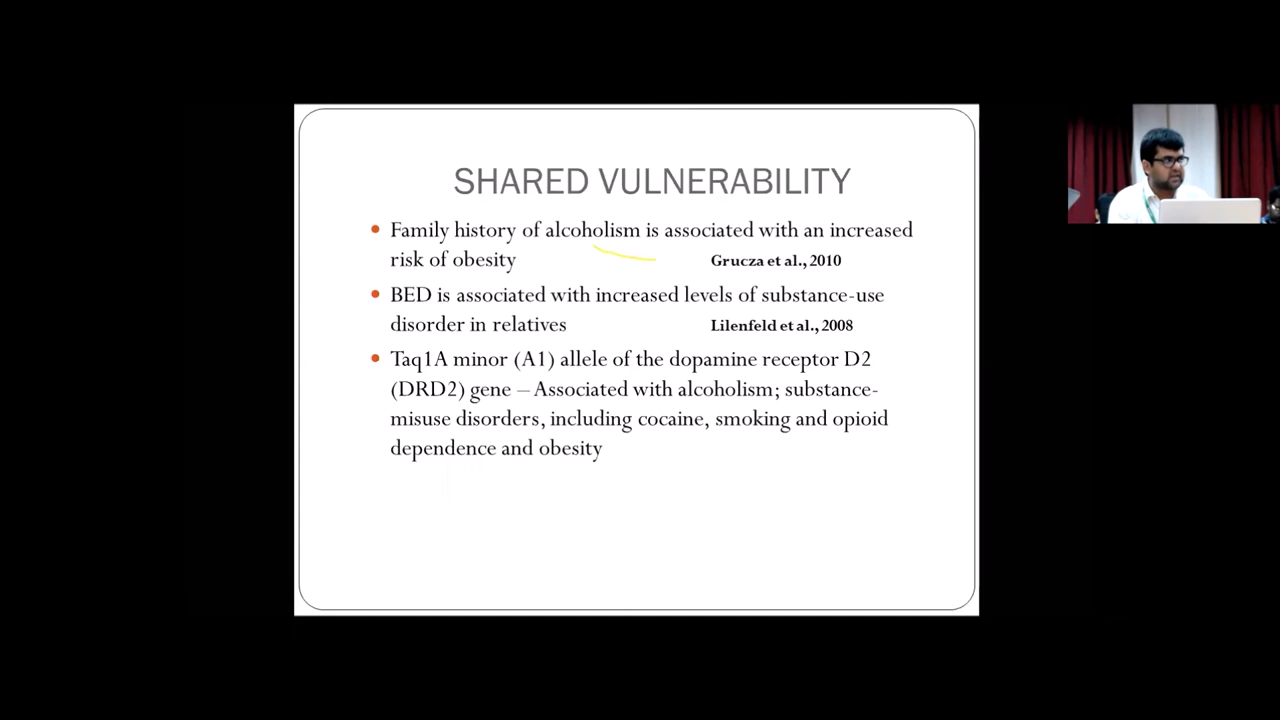 SHARED VULNERABILITY
• Family history of alcoholism is associated with an increased
risk of obesity Grucza et al., 2010
• BED is associated with increased levels of substance-use
disorder in relatives Lilenfeld et al., 2008
• Taq1A minor (A1) allele of the dopamine receptor D2
(DRD2) gene – Associated with alcoholism; substance-
misuse disorders, including cocaine, smoking and opioid
dependence and obesity